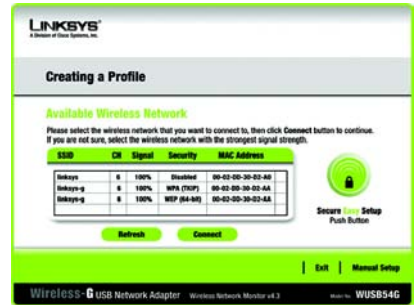 LINKSYS®
A Division of Cisco Systems, Inc.
Creating a Profile
Available Wireless Network
Please select the wireless network that you want to connect to, then click Connect button to continue.
If you are not sure, select the wireless network with the strongest signal strength.
SSID CH Signal Security MAC Address
linksys 6 100% Disabled 00-02-DD-30-D2-A0
linksys-g 6 100% WPA (TKIP) 00-02-DD-30-D2-AA
linksys-g 6 100% WEP (64-bit) 00-02-DD-30-D2-AA
Refresh Connect
Secure Easy Setup
Push Button
Exit Manual Setup
Wireless-G USB Network Adapter Wireless Network Monitor v4.3 Model No. WUSB54G